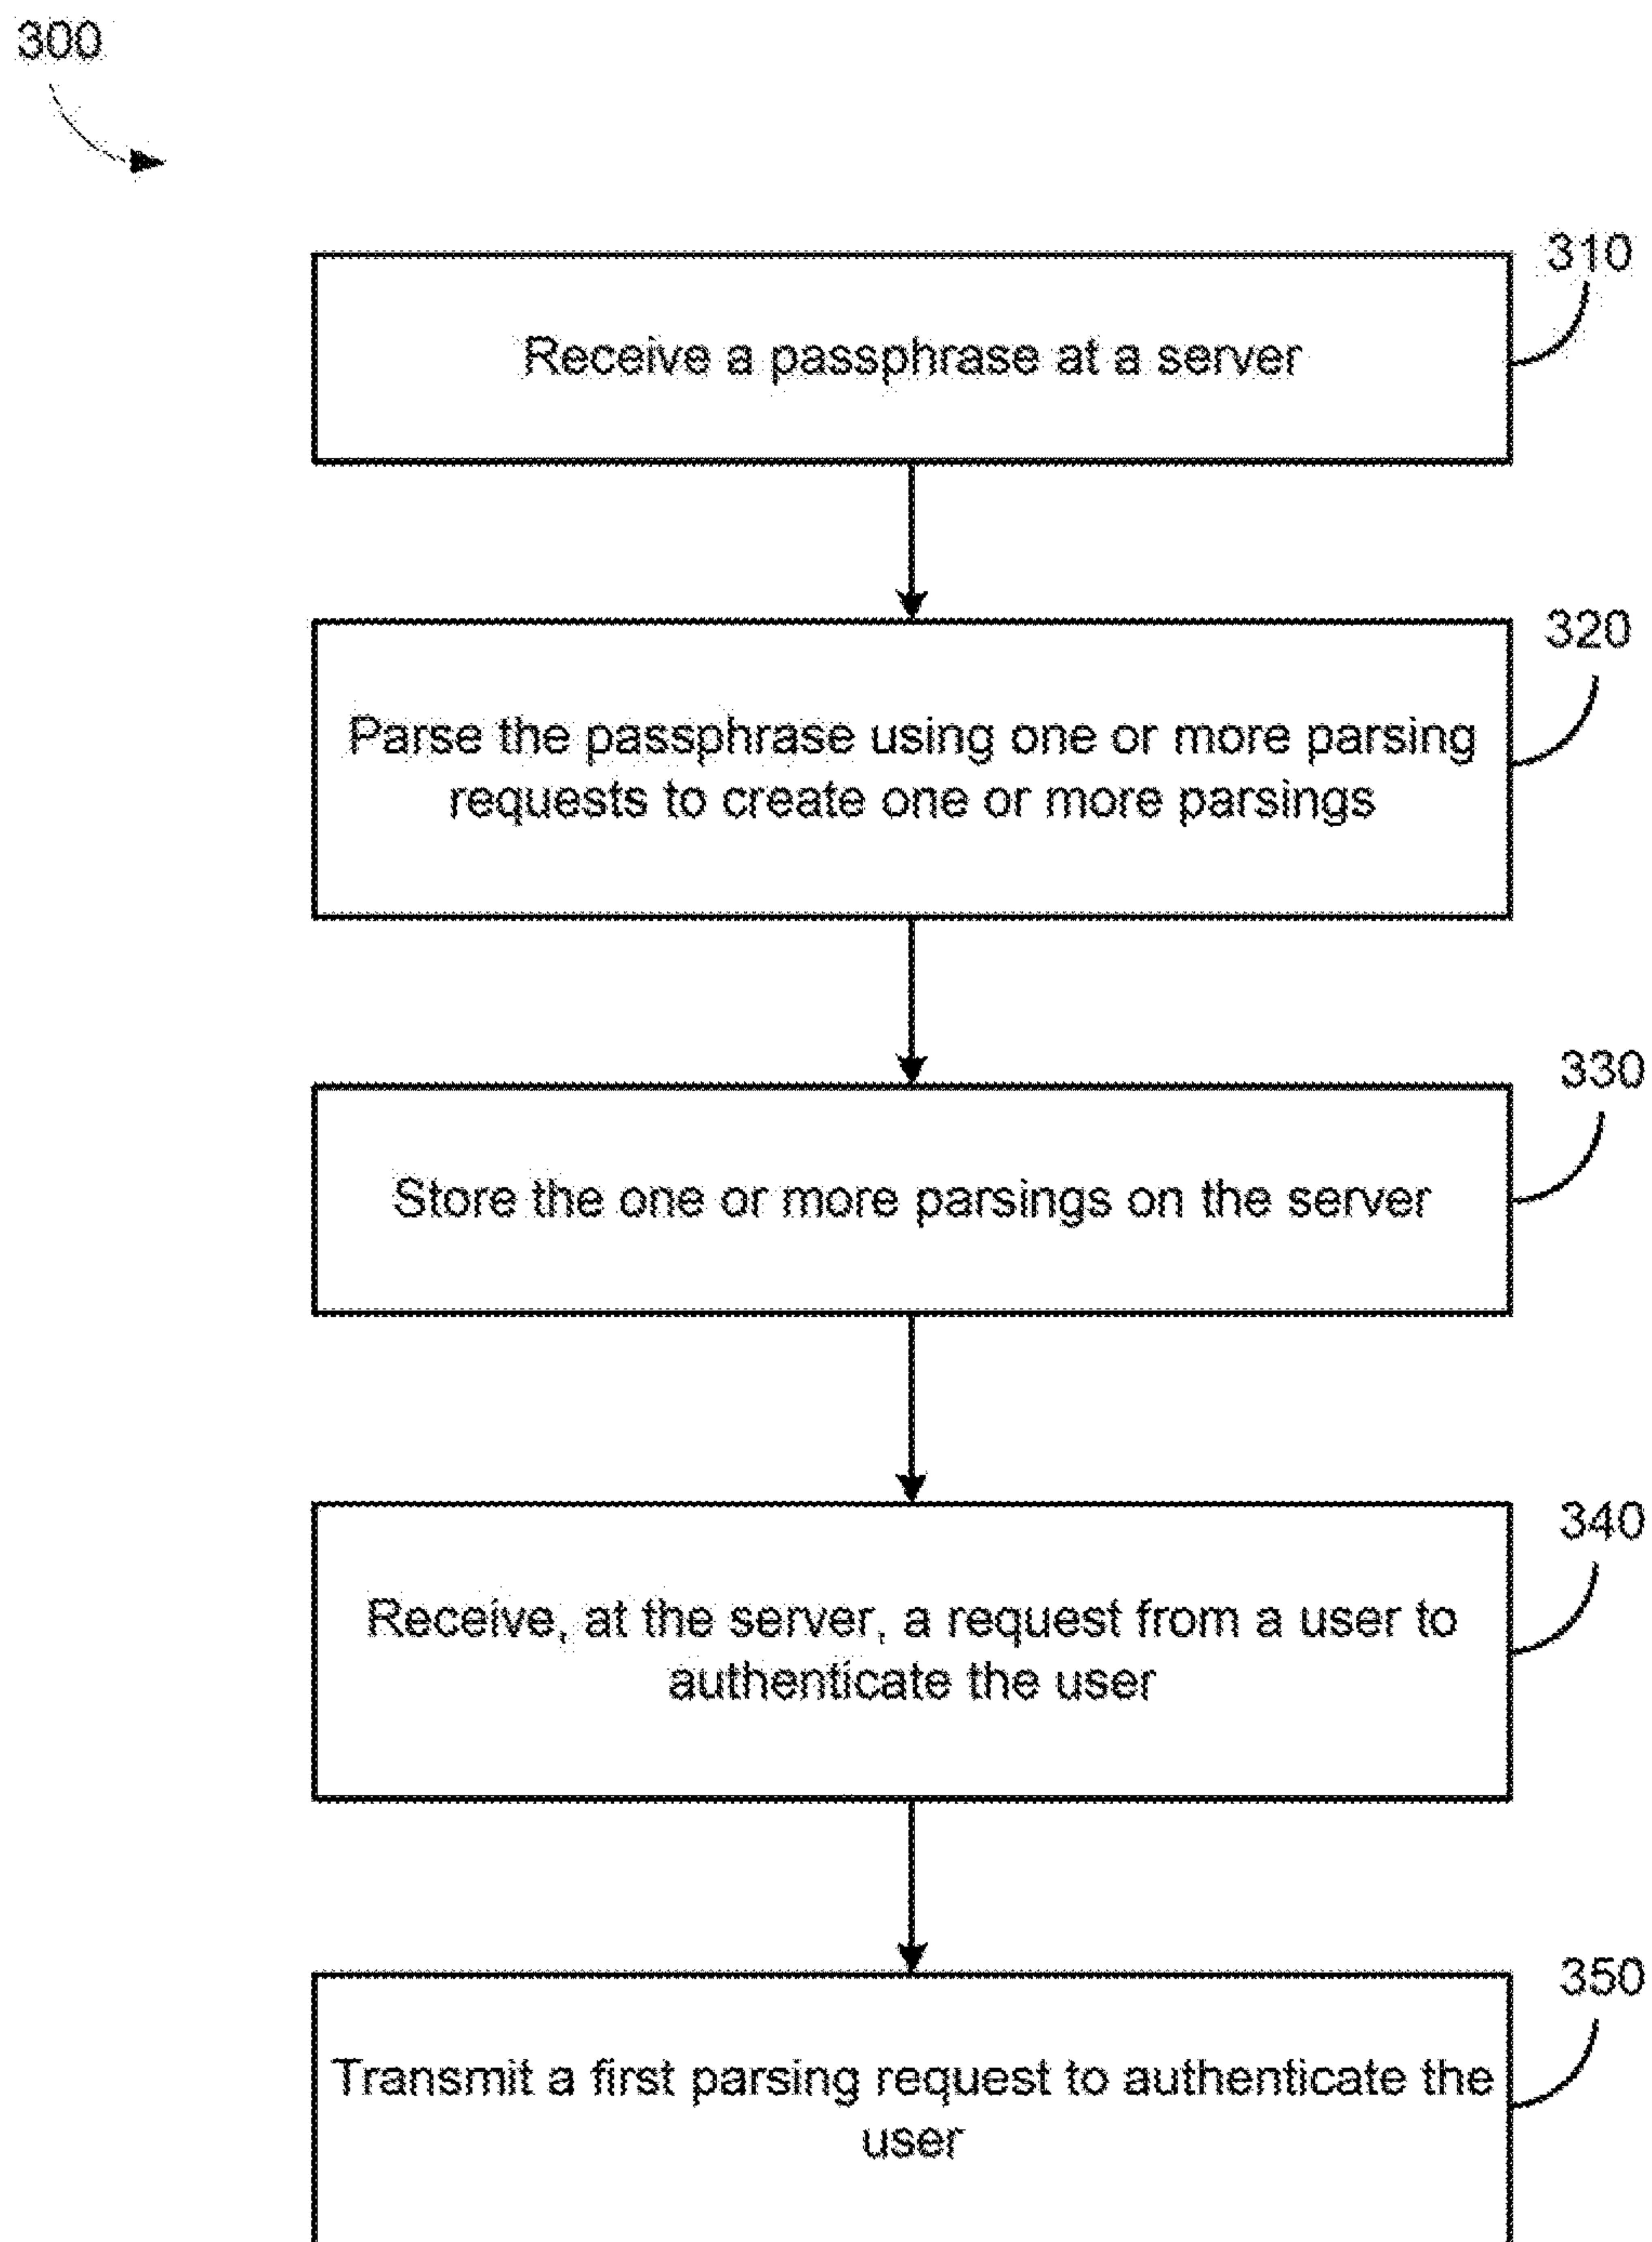 300
310
Receive a passphrase at a server
320
Parse the passphrase using one or more parsing
requests to create one or more parsings
330
Store the one or more parsings on the server
340
Receive, at the server, a request from a user to
authenticate the user
350
Transmit a first parsing request to authenticate the
user